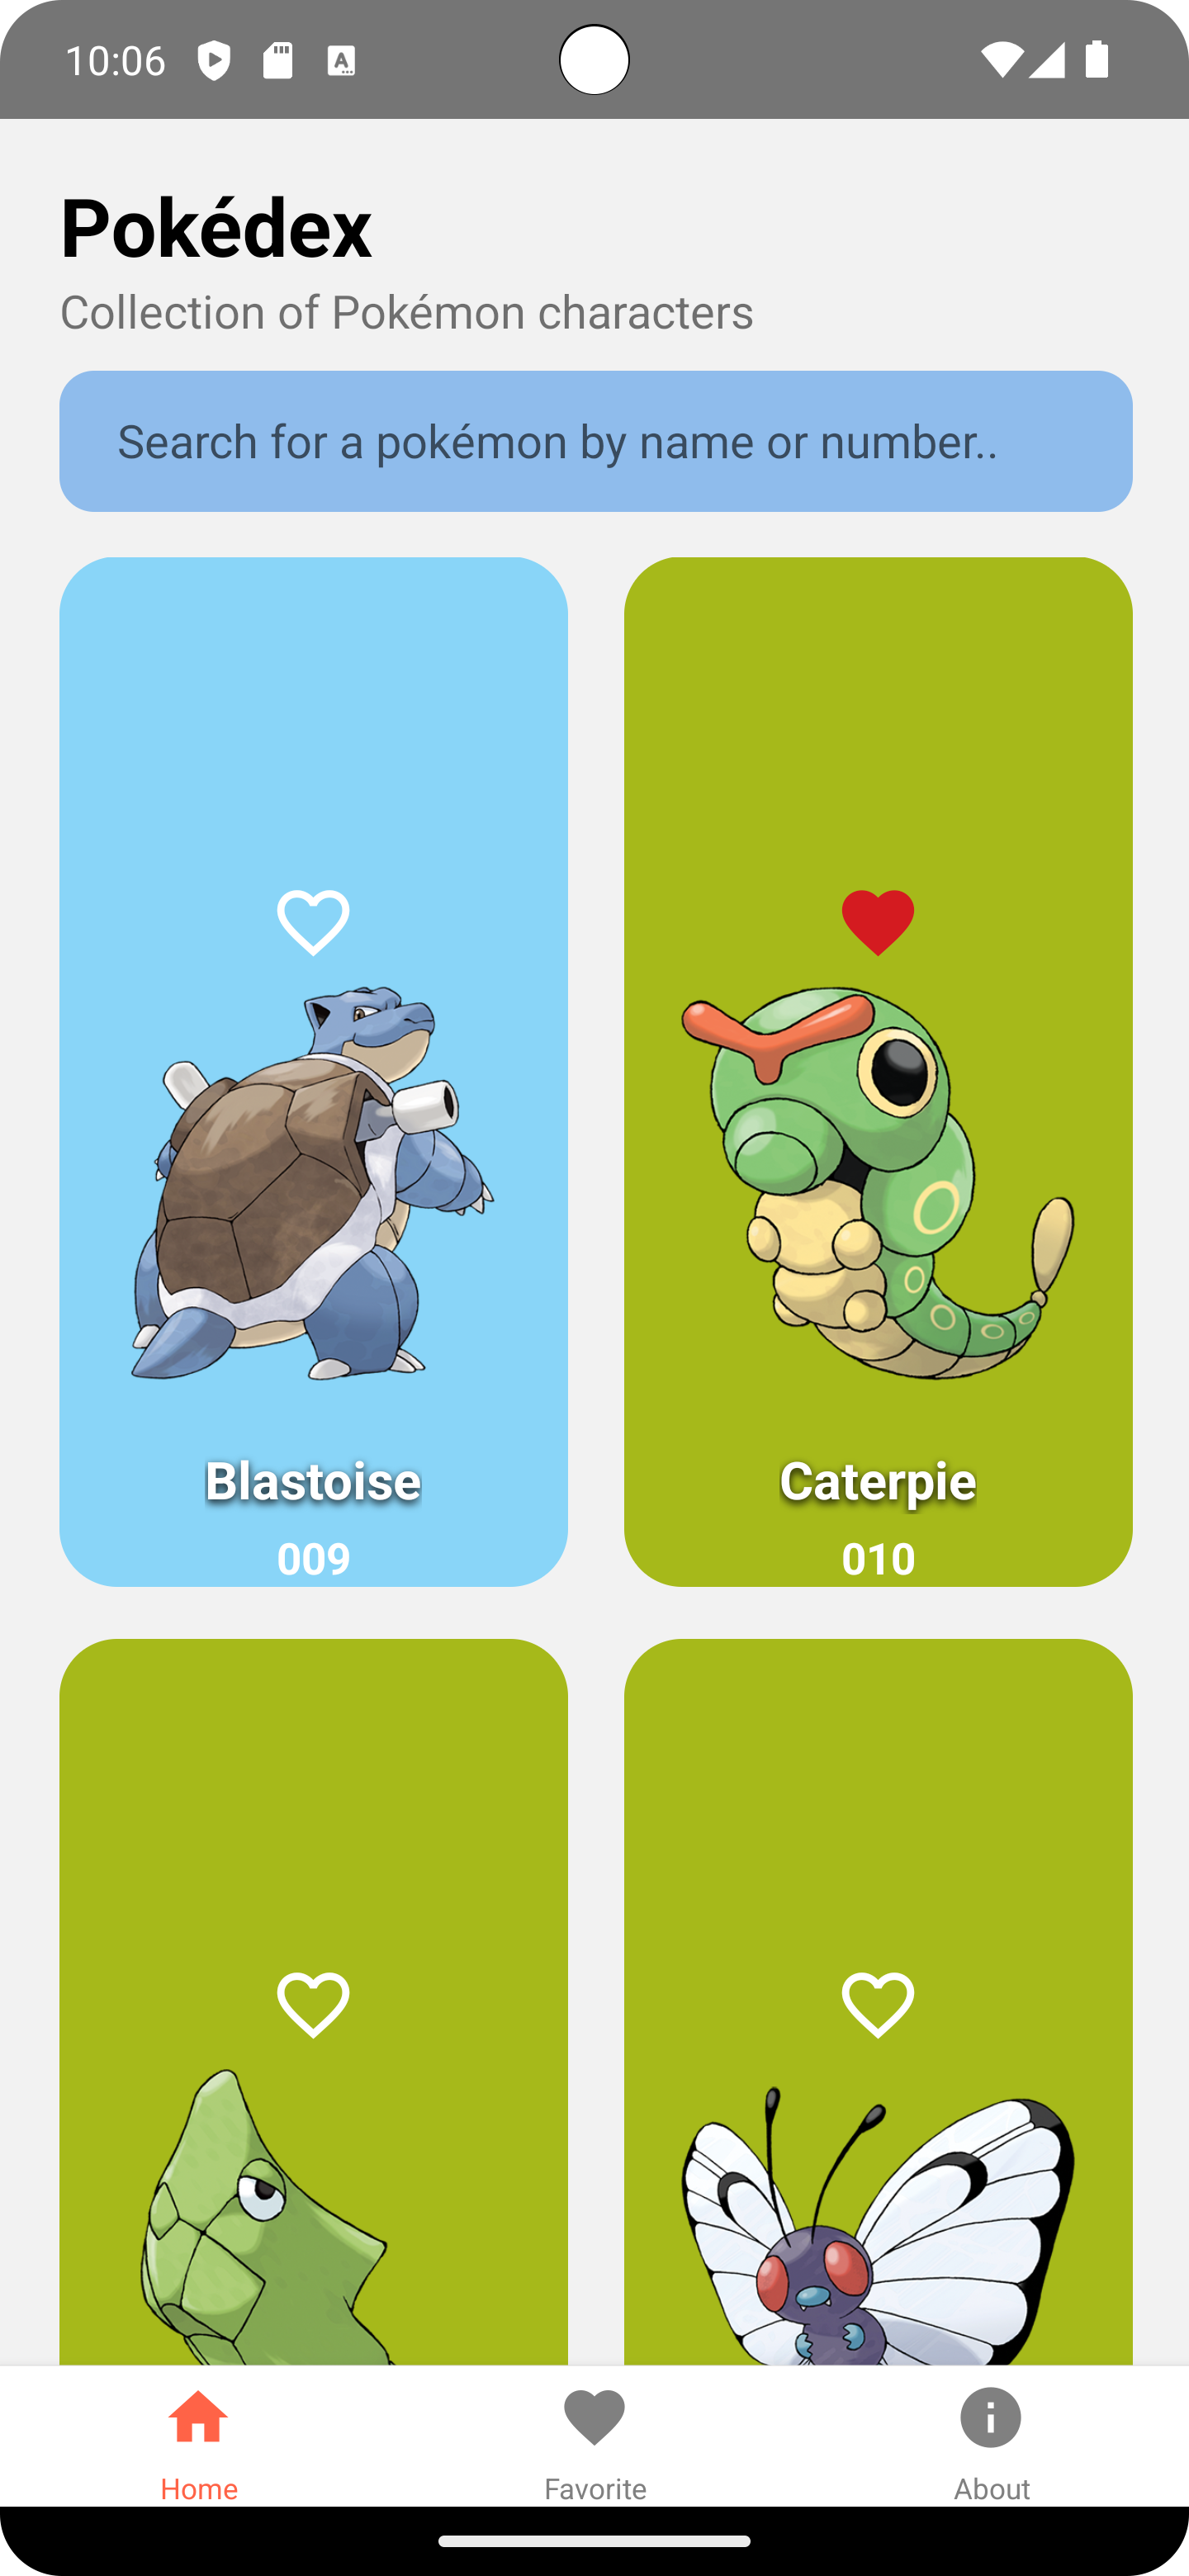 10:06
Pokédex
Collection of Pokémon characters
Search for a pokémon by name or number..
Blastoise
Caterpie
009
010
Home
Favorite
About